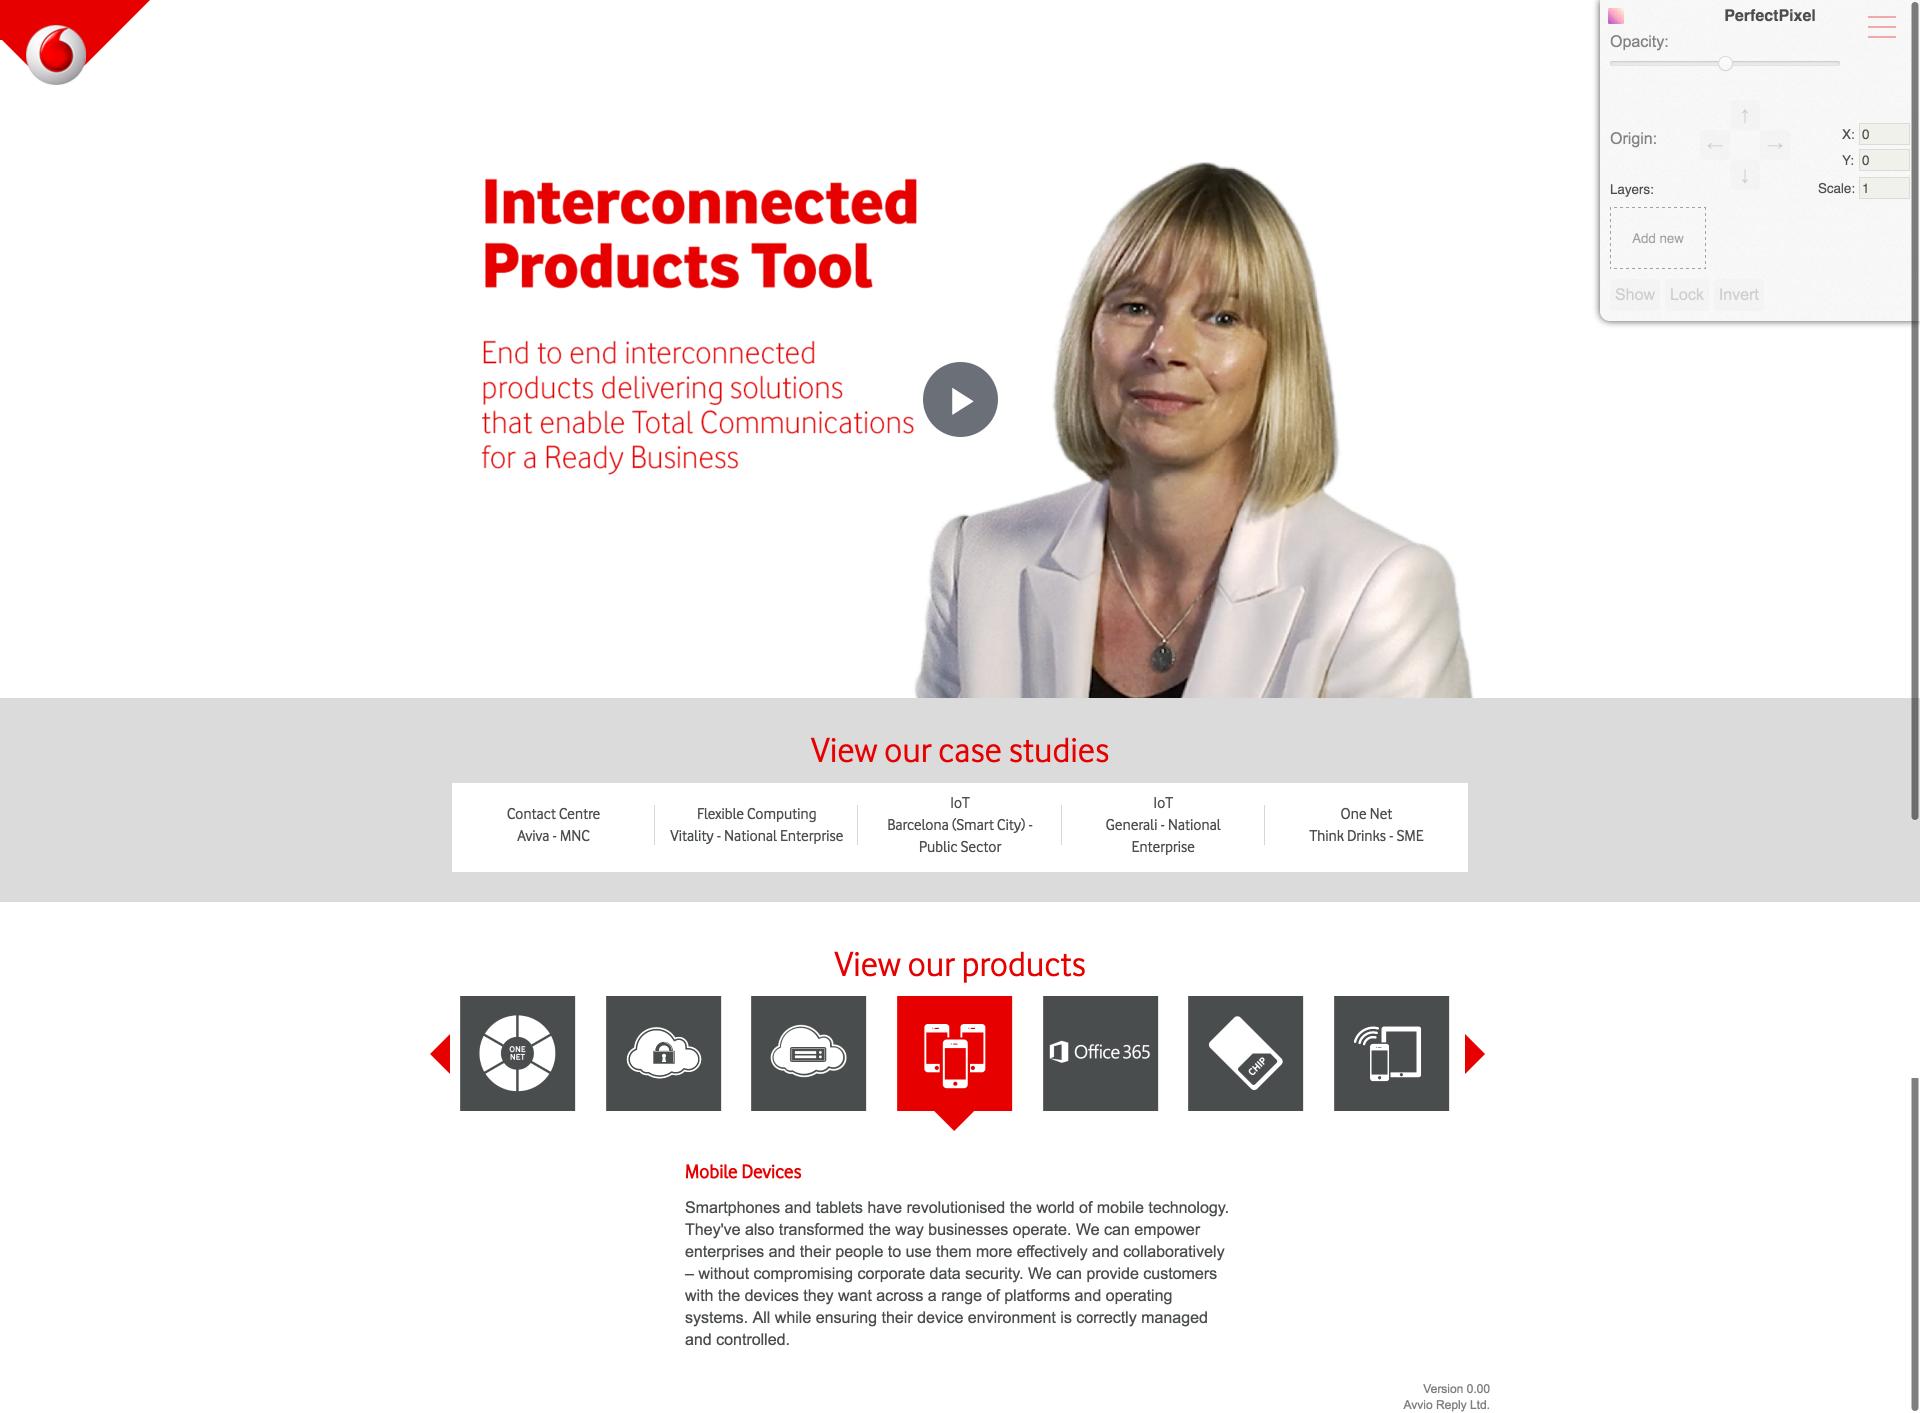 PerfectPixel
Opacity:
Origin:
X: 0
Y: 0
Layers:
Scale: 1
Add new
Show Lock Invert
Interconnected
Products Tool
End to end interconnected
products delivering solutions
that enable Total Communications
for a Ready Business
View our case studies
Contact Centre
Aviva - MNC
Flexible Computing
Vitality - National Enterprise
IoT
Barcelona (Smart City) -
Public Sector
IoT
Generali - National
Enterprise
One Net
Think Drinks - SME
View our products
ONE
NET
Office 365
CHIP
Mobile Devices
Smartphones and tablets have revolutionised the world of mobile technology.
They've also transformed the way businesses operate. We can empower
enterprises and their people to use them more effectively and collaboratively
– without compromising corporate data security. We can provide customers
with the devices they want across a range of platforms and operating
systems. All while ensuring their device environment is correctly managed
and controlled.
Version 0.00
Avvio Reply Ltd.